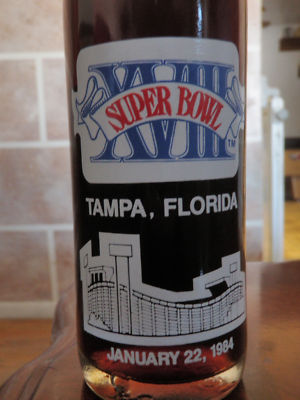 XVIII
SUPER BOWL
TM
TAMPA, FLORIDA
JANUARY 22, 1984